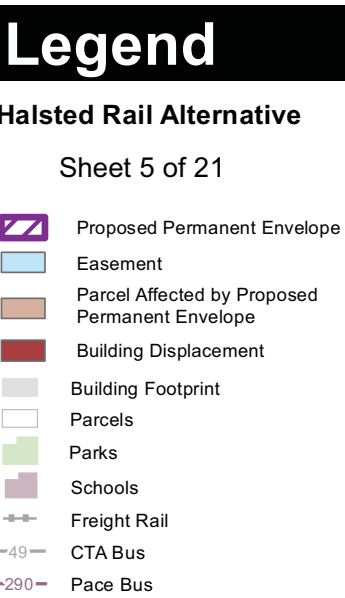 Legend
Halsted Rail Alternative
Sheet 5 of 21
Proposed Permanent Envelope
Easement
Parcel Affected by Proposed
Permanent Envelope
Building Displacement
Building Footprint
Parcels
Parks
Schools
Freight Rail
49 CTA Bus
290 Pace Bus